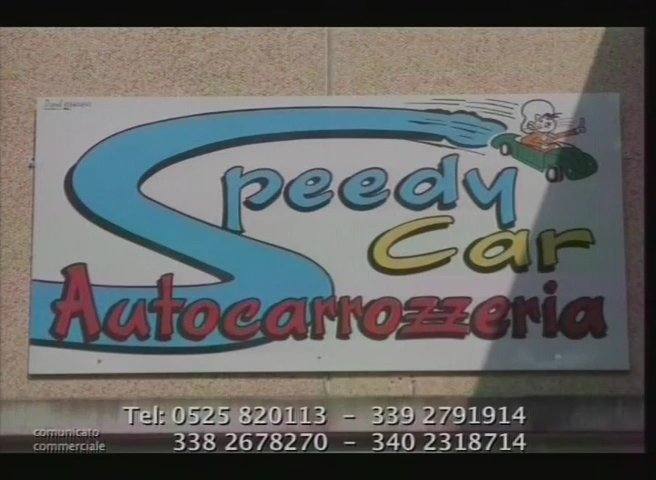 Speedy
Car
Autocarrozzeria
Tel: 0525 820113 - 339 2791914
338 2678270 - 340 2318714
comunicato
commerciale